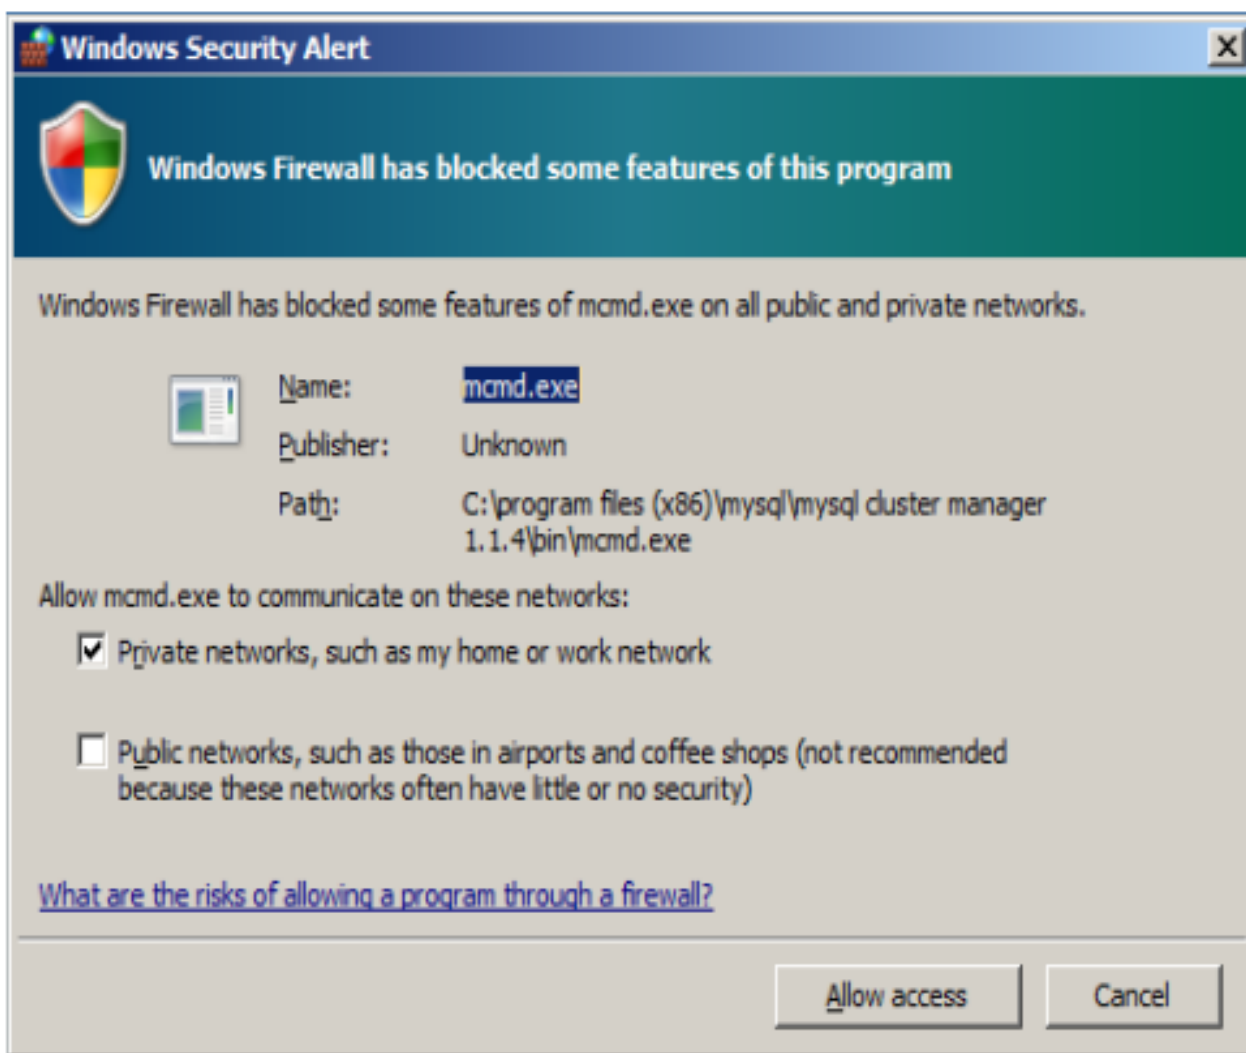 Windows Security Alert
Windows Firewall has blocked some features of this program
Windows Firewall has blocked some features of mcmd.exe on all public and private networks.
Name: mcmd.exe
Publisher: Unknown
Path: C:\program files (x86)\mysql\mysql cluster manager
1.1.4\bin\mcmd.exe
Allow mcmd.exe to communicate on these networks:
Private networks, such as my home or work network
Public networks, such as those in airports and coffee shops (not recommended
because these networks often have little or no security)
What are the risks of allowing a program through a firewall?
Allow access Cancel